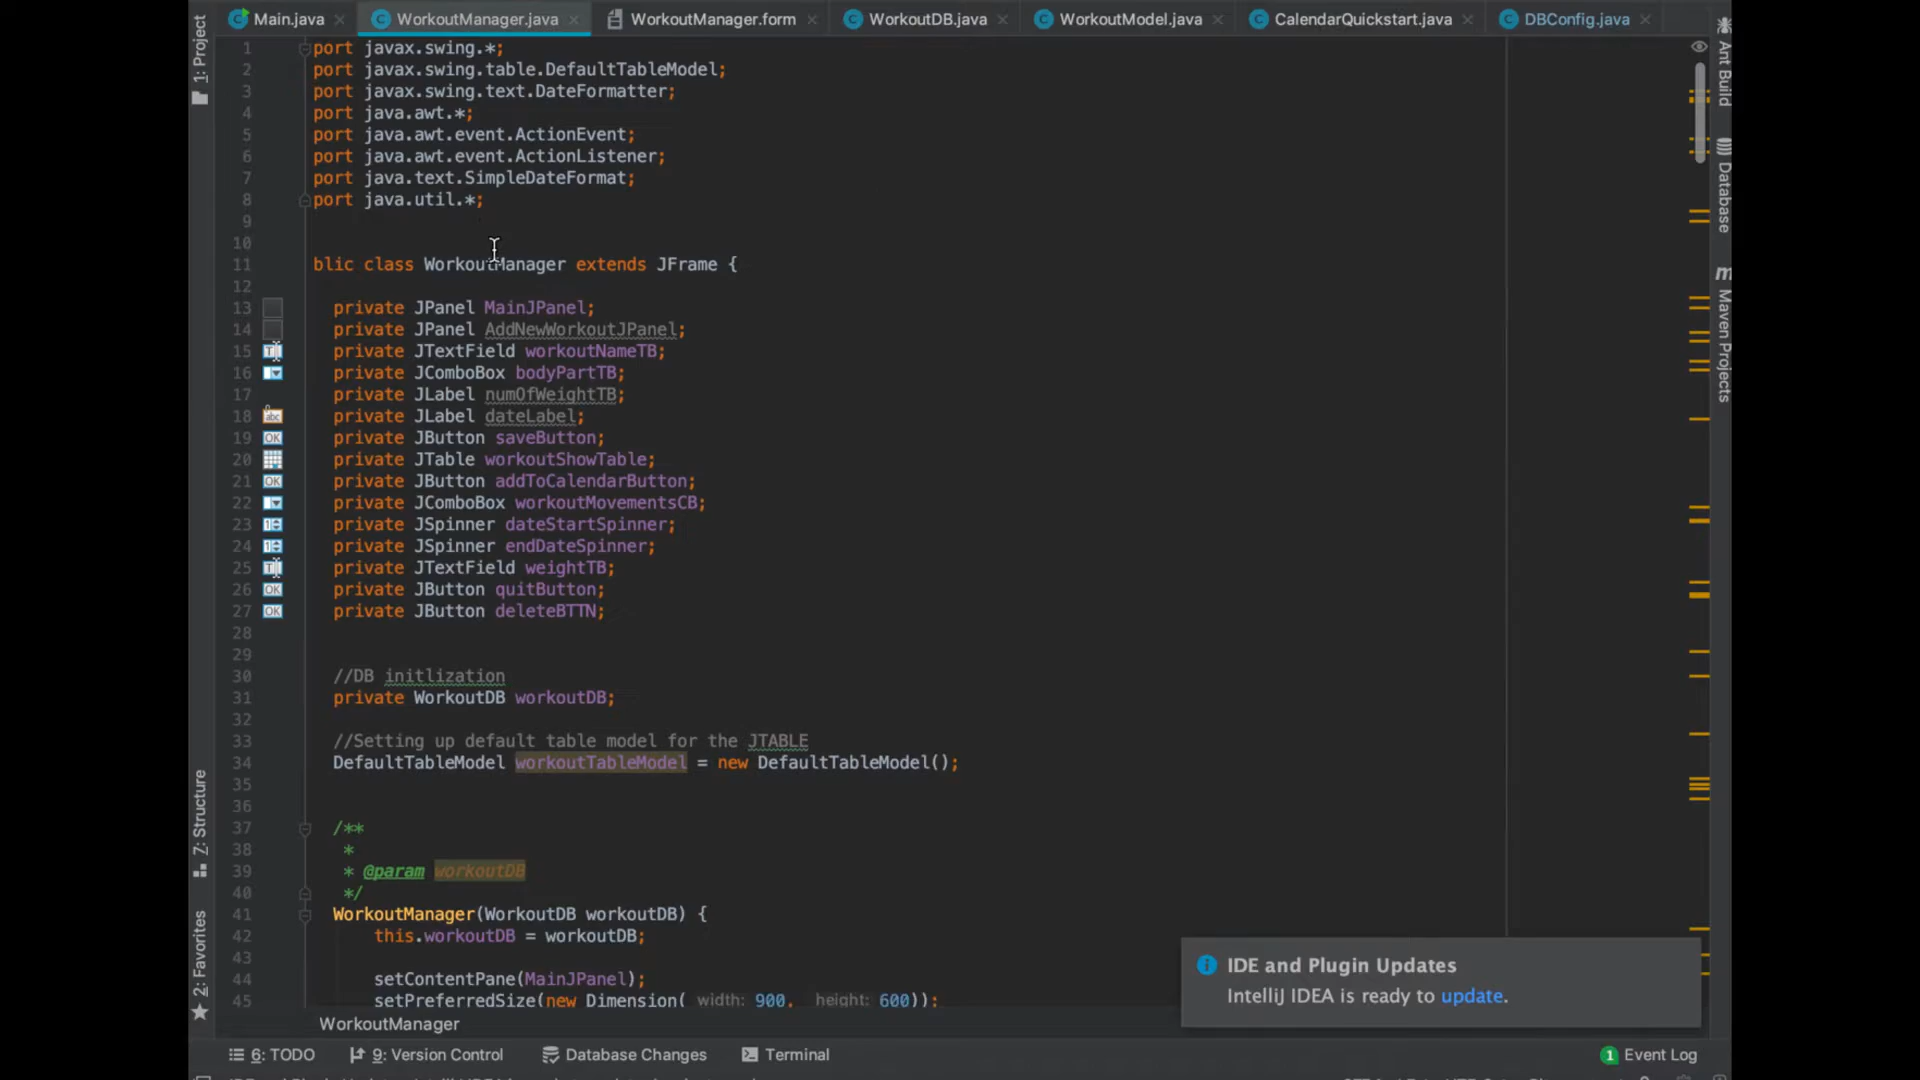 Main.java
WorkoutManager.java
WorkoutManager.form
WorkoutDB.java
WorkoutModel.java
CalendarQuickstart.java
DBConfig.java
1: Project
Z: Structure
2: Favorites
Ant Build
Database
m Maven Projects
1 port javax.swing.*;
2 port javax.swing.table.DefaultTableModel;
3 port javax.swing.text.DateFormatter;
4 port java.awt.*;
5 port java.awt.event.ActionEvent;
6 port java.awt.event.ActionListener;
7 port java.text.SimpleDateFormat;
8 port java.util.*;
9
10
11 blic class WorkoutManager extends JFrame {
12
13 private JPanel MainJPanel;
14 private JPanel AddNewWorkoutJPanel;
15 private JTextField workoutNameTB;
16 private JComboBox bodyPartTB;
17 private JLabel numOfWeightTB;
18 abc private JLabel dateLabel;
19 OK private JButton saveButton;
20 private JTable workoutShowTable;
21 OK private JButton addToCalendarButton;
22 private JComboBox workoutMovementsCB;
23 private JSpinner dateStartSpinner;
24 private JSpinner endDateSpinner;
25 private JTextField weightTB;
26 OK private JButton quitButton;
27 OK private JButton deleteBTTN;
28
29
30 //DB initlization
31 private WorkoutDB workoutDB;
32
33 //Setting up default table model for the JTABLE
34 DefaultTableModel workoutTableModel = new DefaultTableModel();
35
36
37 /**
38 *
39 * @param workoutDB
40 */
41 WorkoutManager(WorkoutDB workoutDB) {
42 this.workoutDB = workoutDB;
43
44 setContentPane(MainJPanel);
45 setPreferredSize(new Dimension( width: 900, height: 600));
IDE and Plugin Updates
IntelliJ IDEA is ready to update.
WorkoutManager
6: TODO
9: Version Control
Database Changes
Terminal
1 Event Log